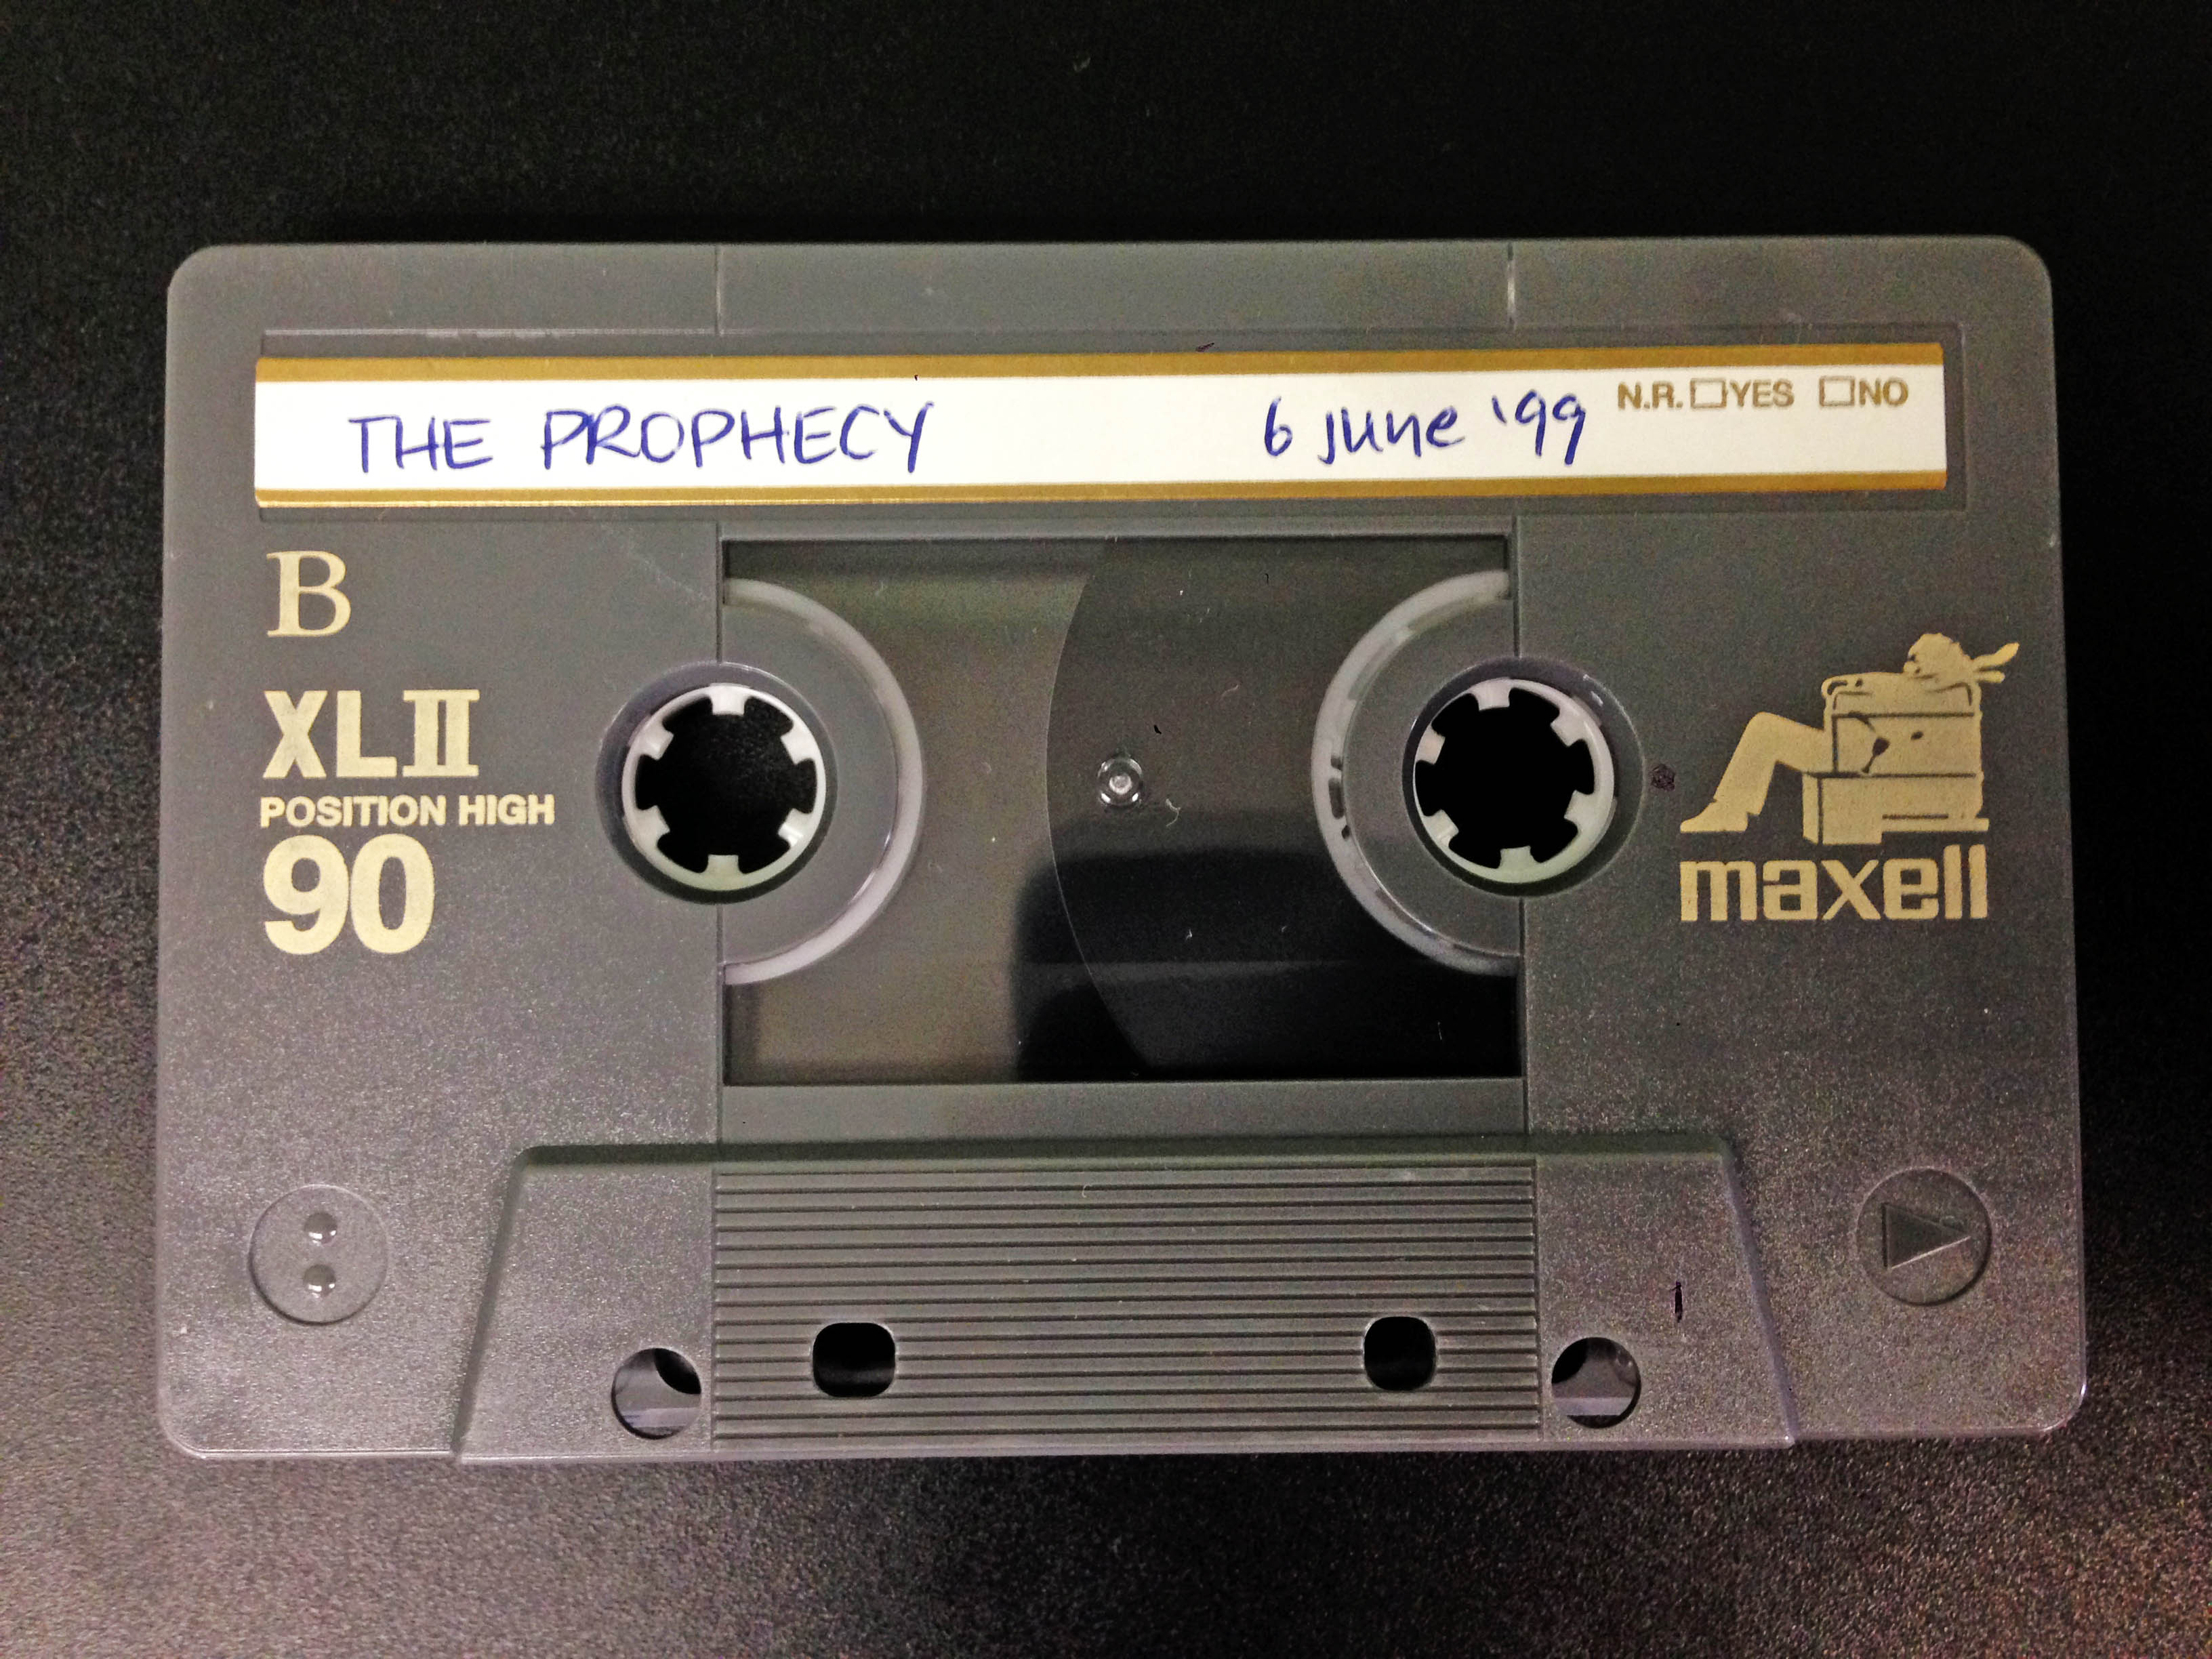 THE PROPHECY 6 June '99 N.R. YES NO
B
XLII
POSITION HIGH
90
maxell